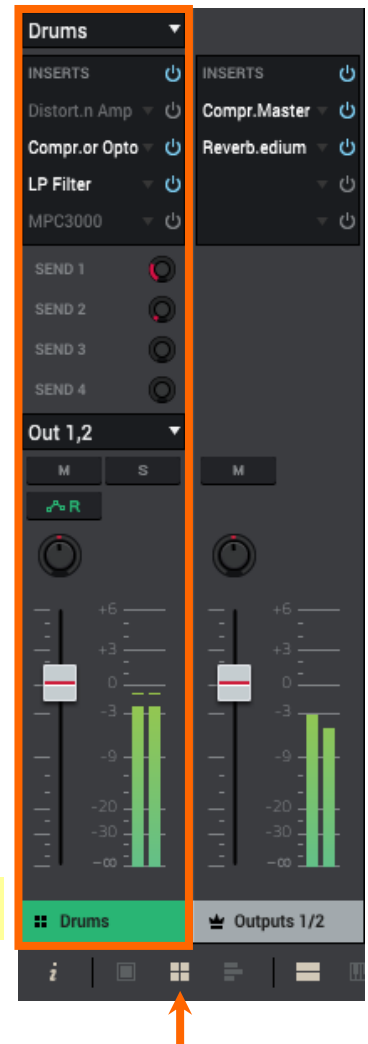 Drums
INSERTS
Distort.n Amp
Compr.or Opto
LP Filter
MPC3000
SEND 1
SEND 2
SEND 3
SEND 4
Out 1,2
M S
R
+6
+3
0
-3
-9
-20
-30
-∞
Drums
INSERTS
Compr.Master
Reverb.edium
M
+6
+3
0
-3
-9
-20
-30
-∞
Outputs 1/2
i